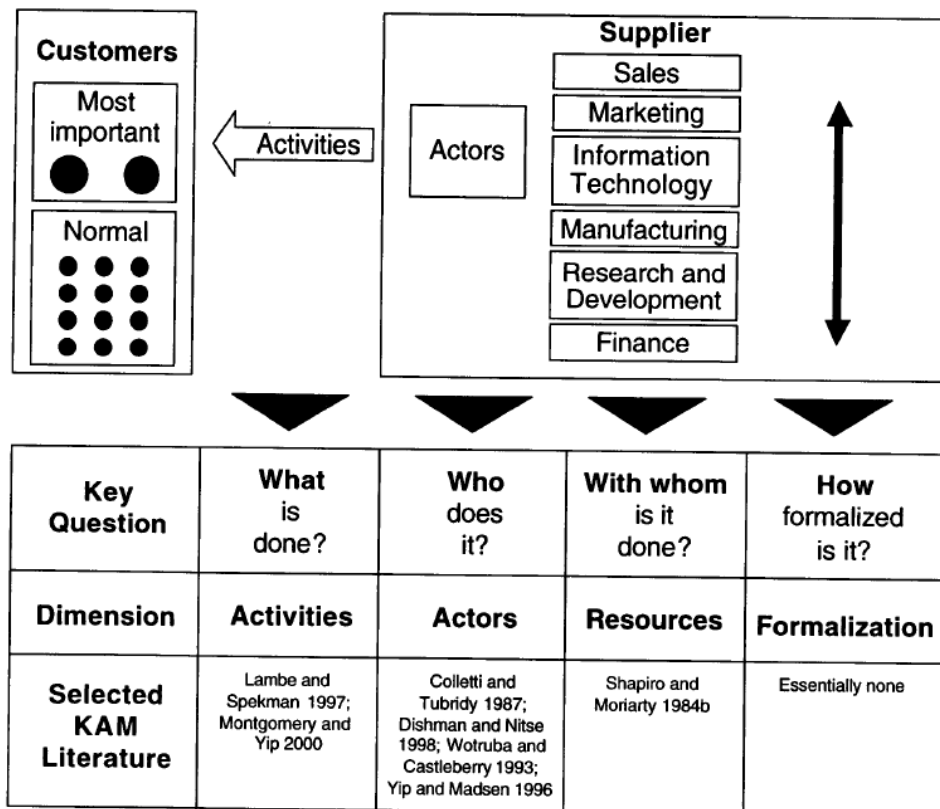 Customers
Most
important
Normal
Activities
Supplier
Actors
Sales
Marketing
Information
Technology
Manufacturing
Research and
Development
Finance
Key
Question
What
is
done?
Who
does
it?
With whom
is it
done?
How
formalized
is it?
Dimension
Activities
Actors
Resources
Formalization
Selected
KAM
Literature
Lambe and
Spekman 1997;
Montgomery and
Yip 2000
Colletti and
Tubridy 1987;
Dishman and Nitse
1998; Wotruba and
Castleberry 1993;
Yip and Madsen 1996
Shapiro and
Moriarty 1984b
Essentially none